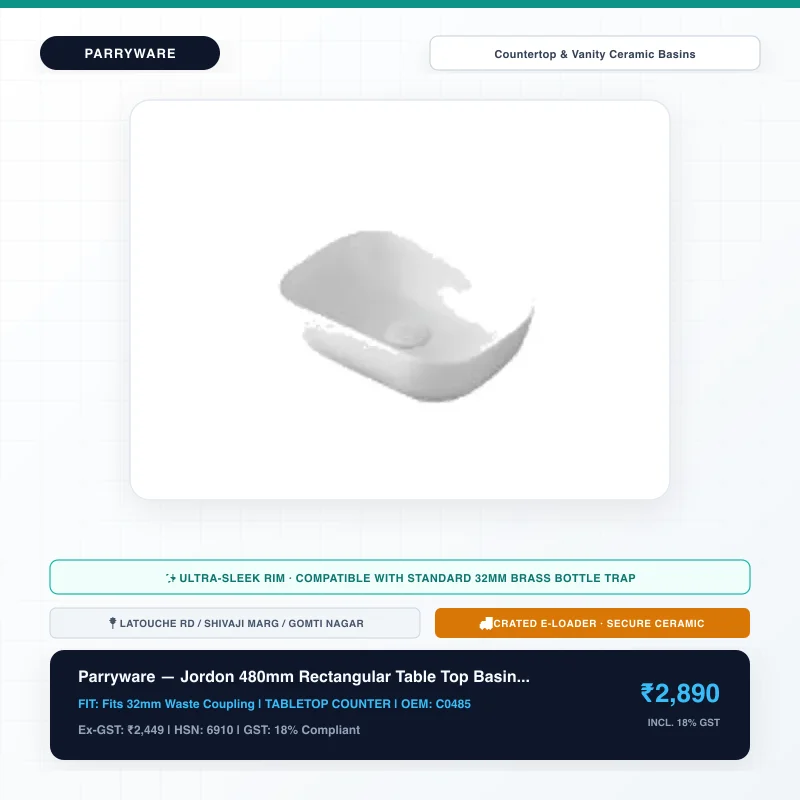 PARRYWARE
Countertop & Vanity Ceramic Basins
ULTRA-SLEEK RIM · COMPATIBLE WITH STANDARD 32MM BRASS BOTTLE TRAP
LATOUCHE RD / SHIVAJI MARG / GOMTI NAGAR
CRATED E-LOADER · SECURE CERAMIC
Parryware — Jordon 480mm Rectangular Table Top Basin...
₹2,890
FIT: Fits 32mm Waste Coupling | TABLETOP COUNTER | OEM: C0485
INCL. 18% GST
Ex-GST: ₹2,449 | HSN: 6910 | GST: 18% Compliant